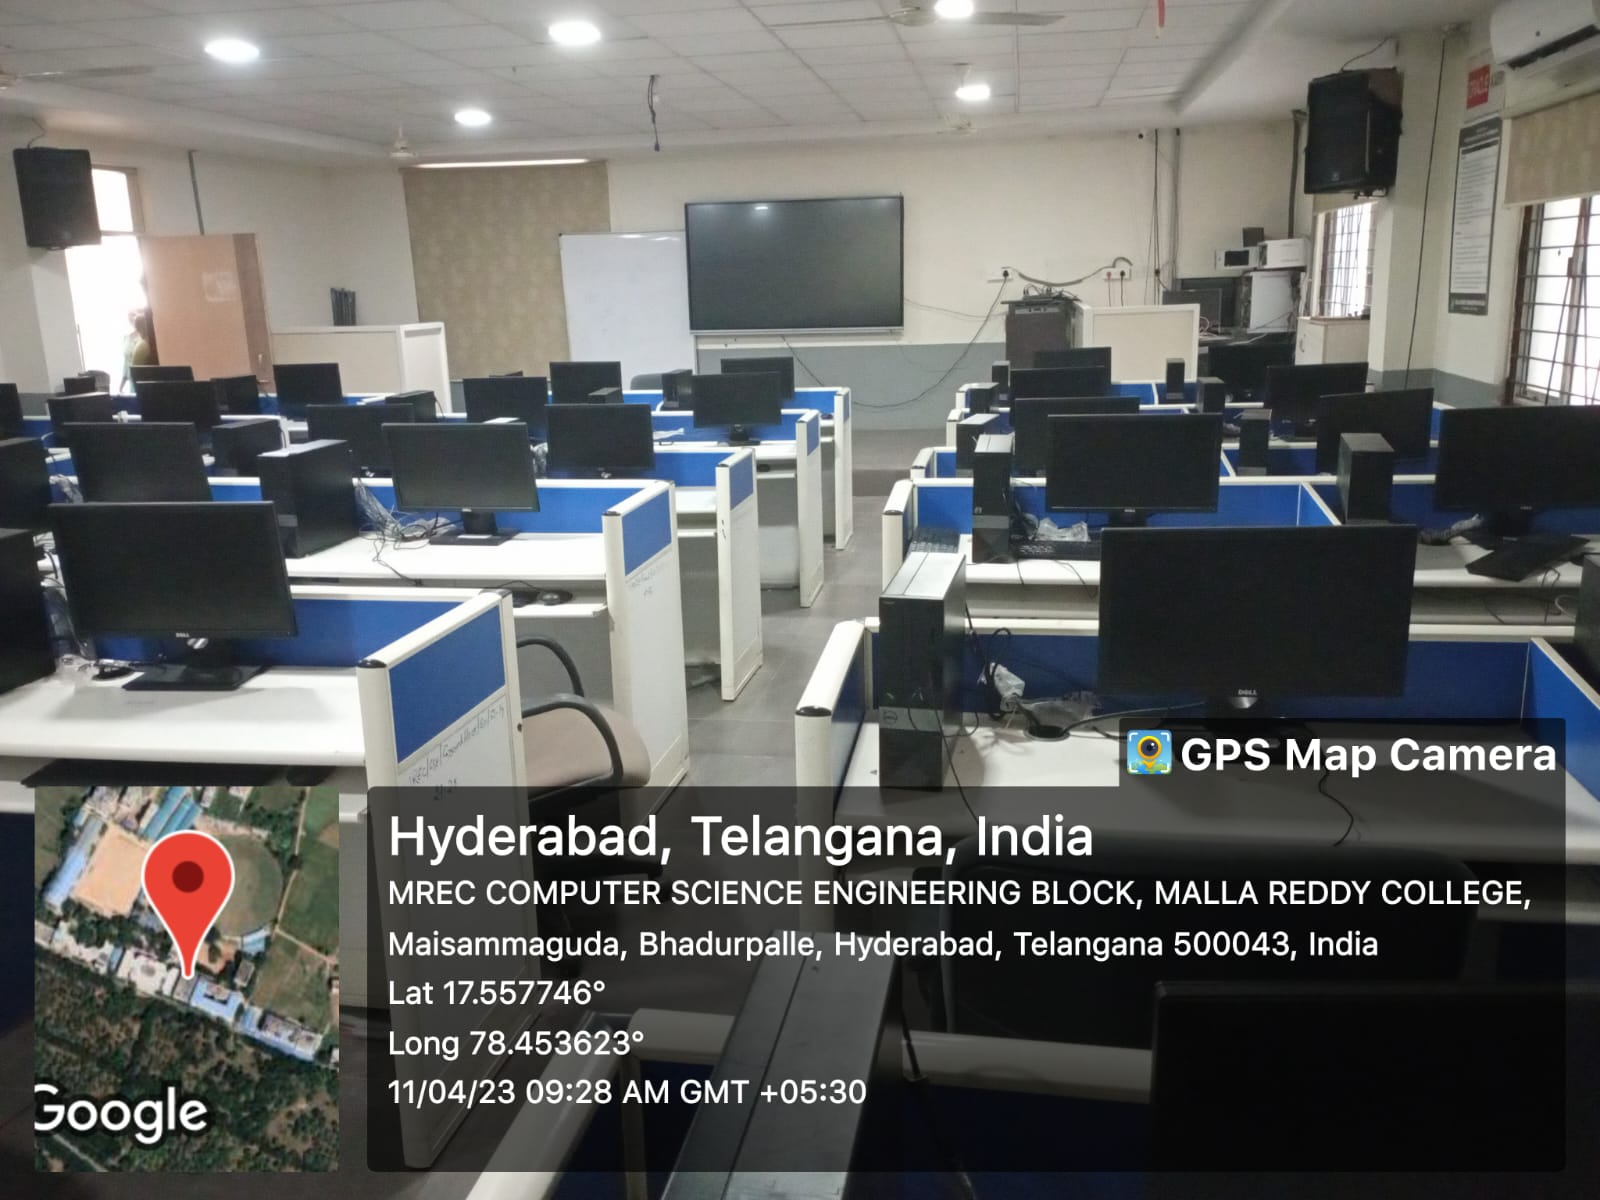 ORACLE
DELL
DELL
GPS Map Camera
Hyderabad, Telangana, India
MREC COMPUTER SCIENCE ENGINEERING BLOCK, MALLA REDDY COLLEGE,
Maisammaguda, Bhadurpalle, Hyderabad, Telangana 500043, India
Lat 17.557746°
Long 78.453623°
11/04/23 09:28 AM GMT +05:30
Google